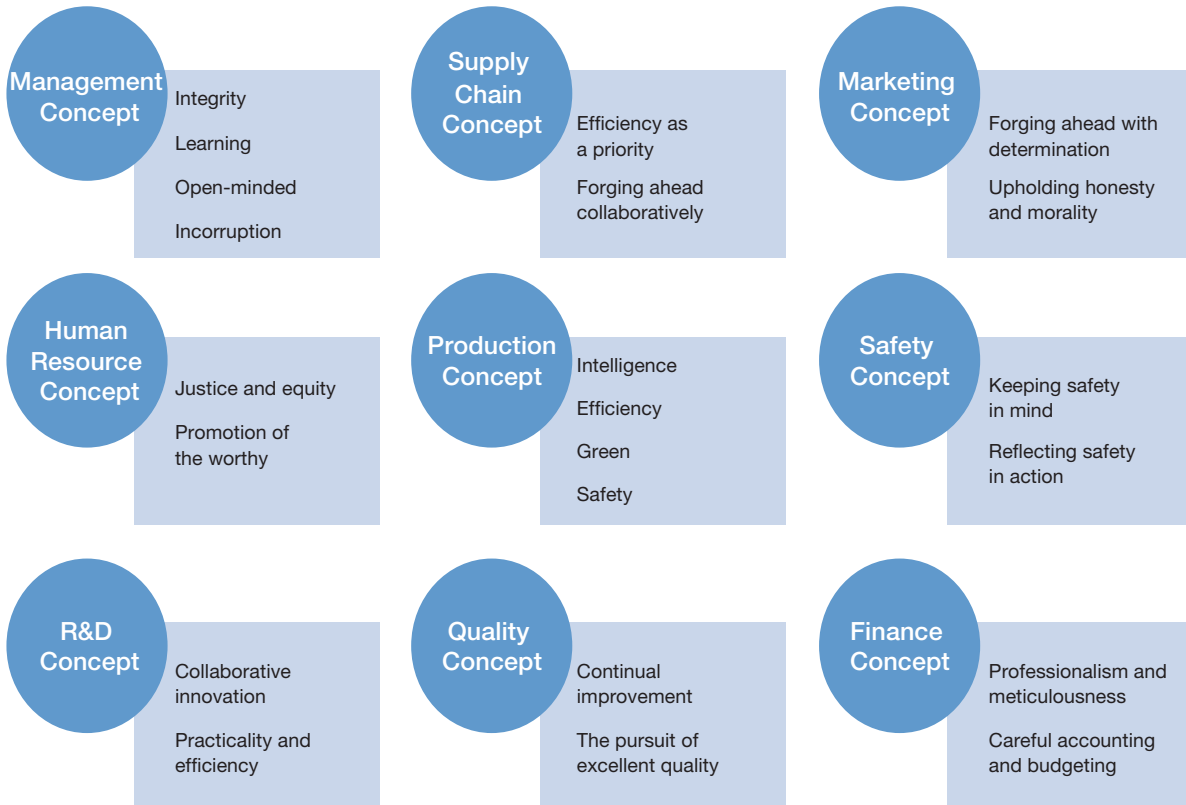 Management
Concept
Integrity
Learning
Open-minded
Incorruption
Supply
Chain
Concept
Efficiency as
a priority
Forging ahead
collaboratively
Marketing
Concept
Forging ahead with
determination
Upholding honesty
and morality
Human
Resource
Concept
Justice and equity
Promotion of
the worthy
Production
Concept
Intelligence
Efficiency
Green
Safety
Safety
Concept
Keeping safety
in mind
Reflecting safety
in action
R&D
Concept
Collaborative
innovation
Practicality and
efficiency
Quality
Concept
Continual
improvement
The pursuit of
excellent quality
Finance
Concept
Professionalism and
meticulousness
Careful accounting
and budgeting